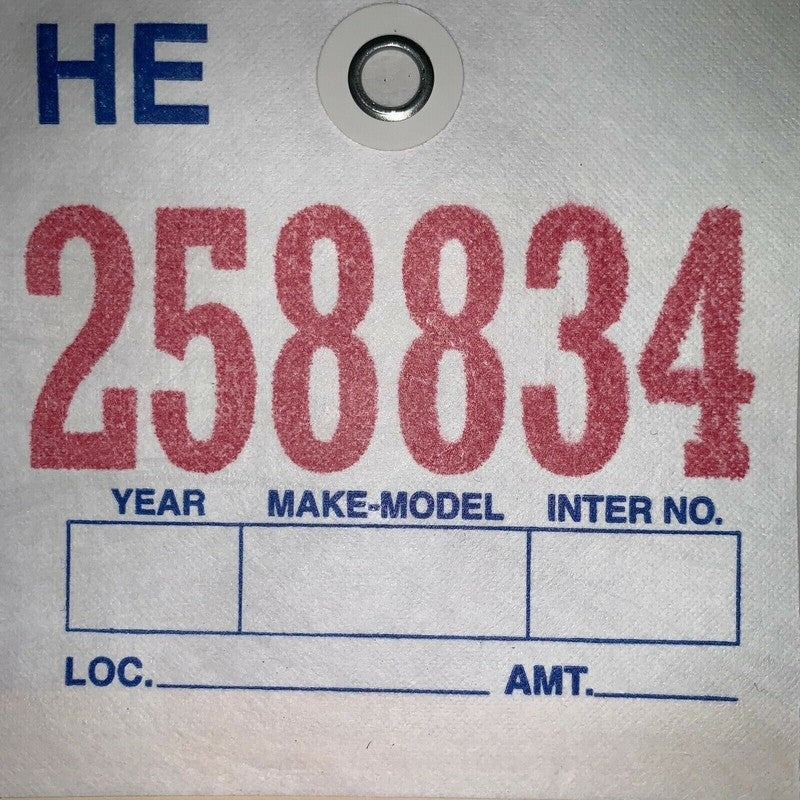 HE
258834
YEAR MAKE-MODEL INTER NO.
LOC. AMT.